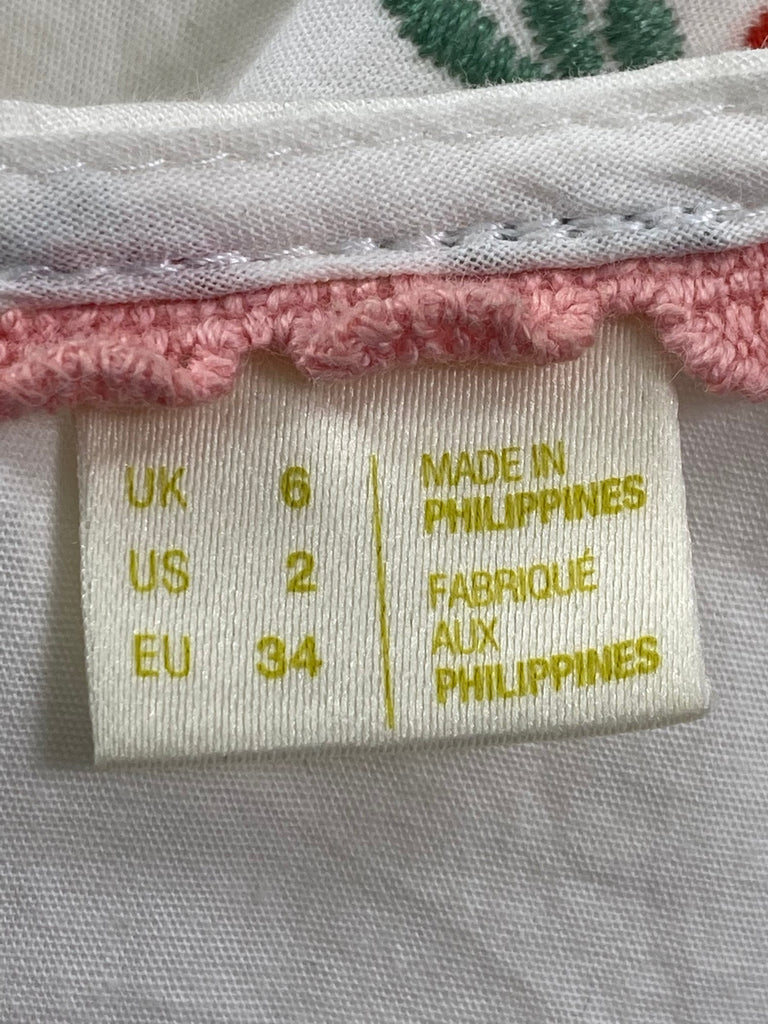 UK 6
US 2
EU 34
MADE IN
PHILIPPINES
FABRIQUÉ
AUX
PHILIPPINES